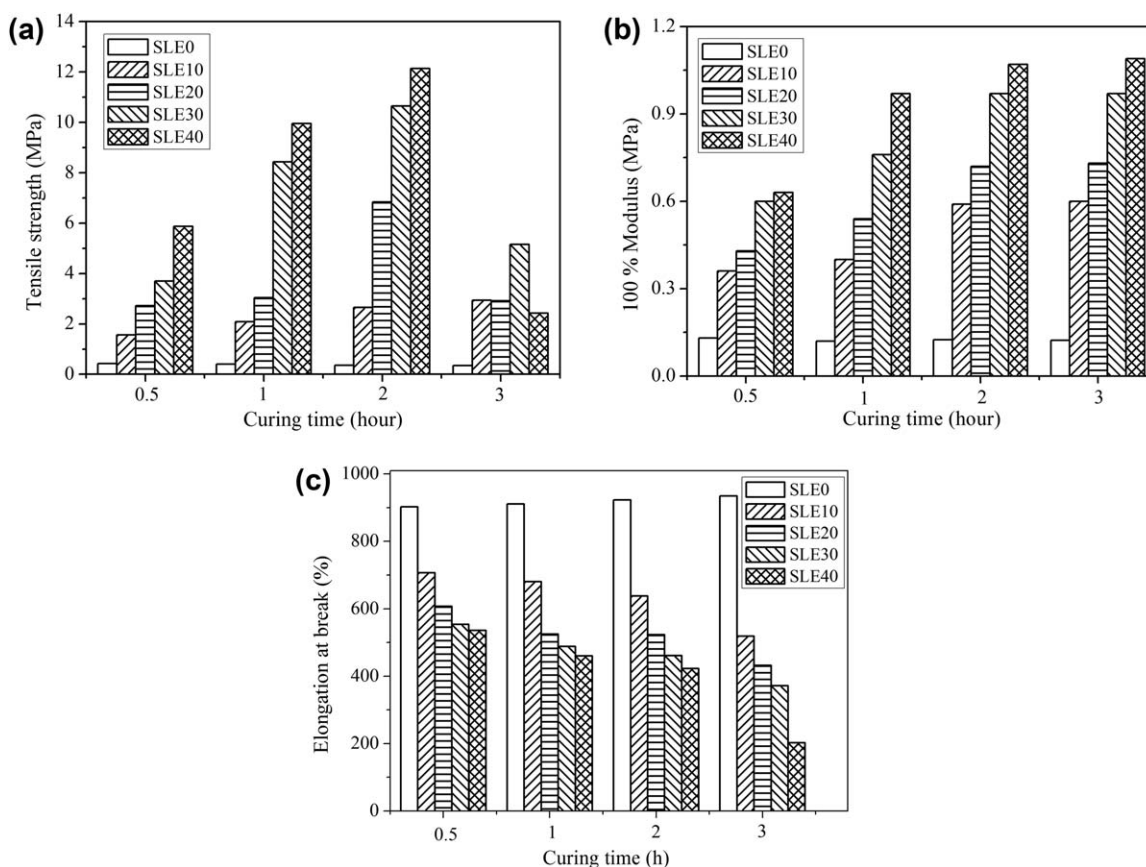 (a)
14
12
10
8
6
4
2
0
Tensile strength (MPa)
SLE0
SLE10
SLE20
SLE30
SLE40
0.5 1 2 3
Curing time (hour)
(b)
1.2
0.9
0.6
0.3
0.0
100 % Modulus (MPa)
SLE0
SLE10
SLE20
SLE30
SLE40
0.5 1 2 3
Curing time (hour)
(c)
1000
800
600
400
200
0
Elongation at break (%)
SLE0
SLE10
SLE20
SLE30
SLE40
0.5 1 2 3
Curing time (h)